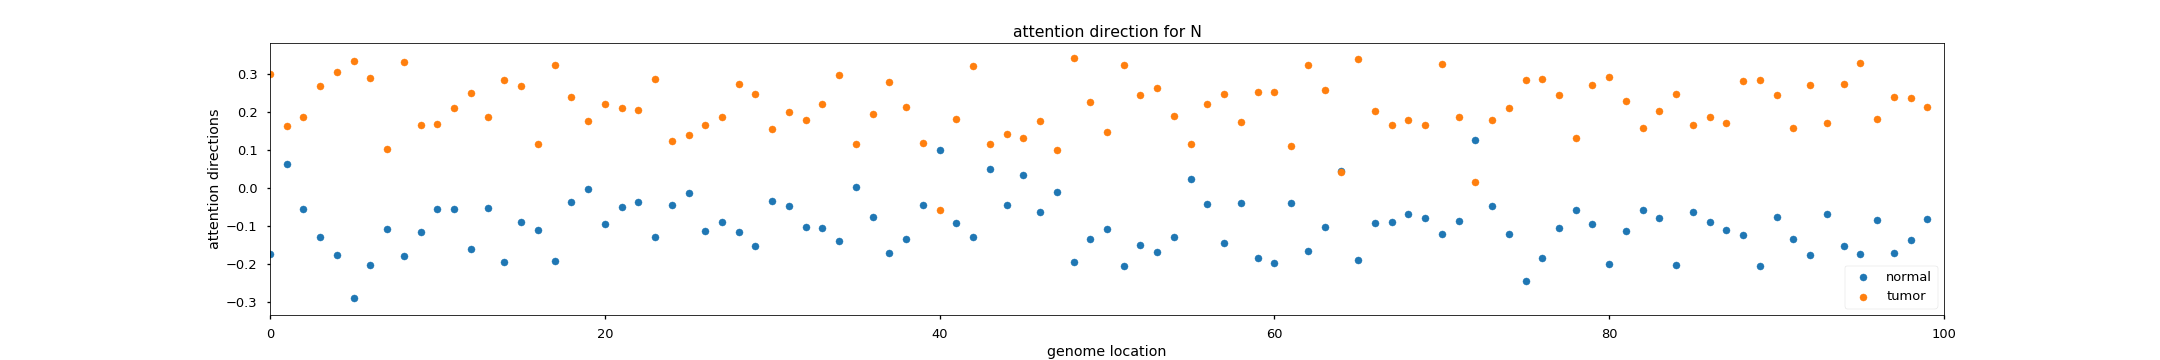 attention direction for N
attention directions
0.3
0.2
0.1
0.0
−0.1
−0.2
−0.3
normal
tumor
0 20 40 60 80 100
genome location